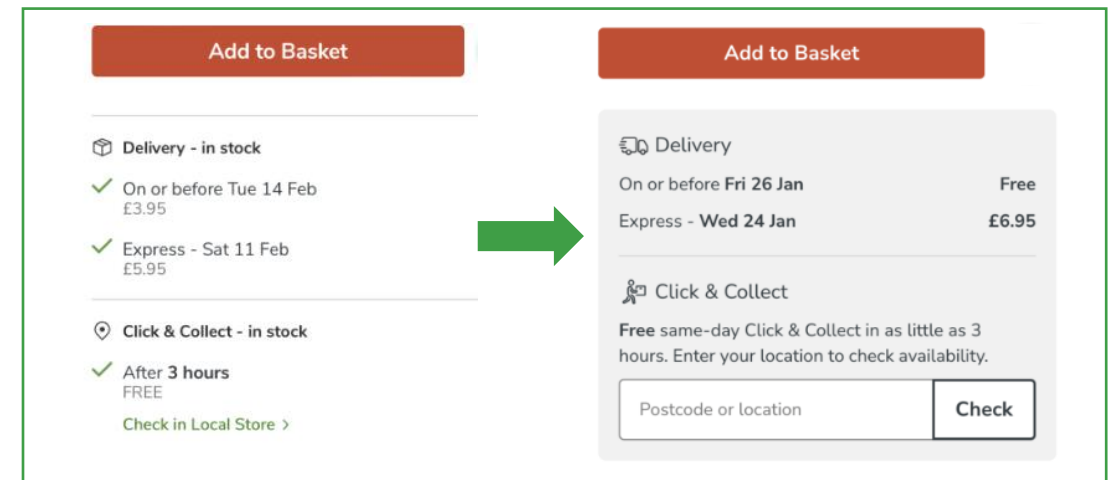 Add to Basket
Delivery - in stock
On or before Tue 14 Feb
£3.95
Express - Sat 11 Feb
£5.95
Click & Collect - in stock
After 3 hours
FREE
Check in Local Store >
Add to Basket
Delivery
On or before Fri 26 Jan Free
Express - Wed 24 Jan £6.95
Click & Collect
Free same-day Click & Collect in as little as 3
hours. Enter your location to check availability.
Postcode or location Check